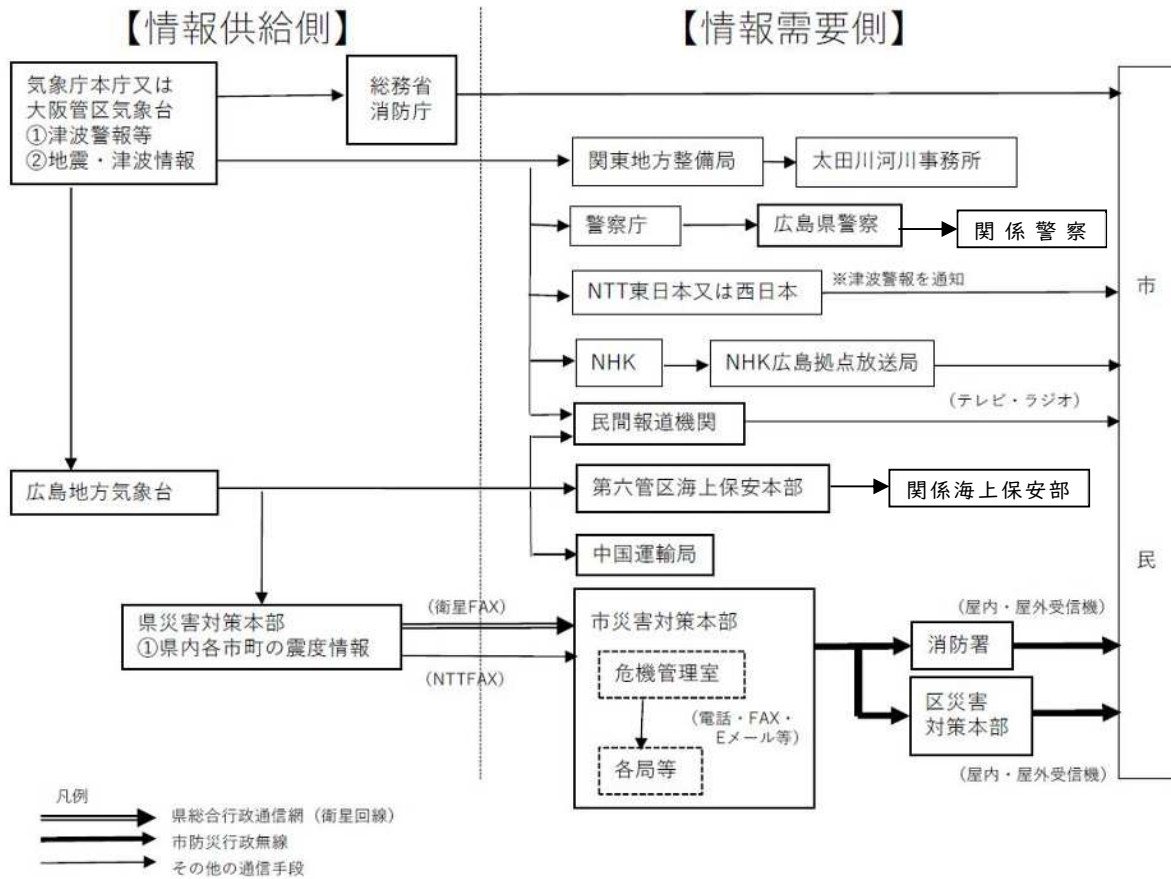 【情報供給側】
【情報需要側】
気象庁本庁又は
大阪管区気象台
①津波警報等
②地震・津波情報
総務省
消防庁
関東地方整備局
太田川河川事務所
警察庁
広島県警察
関係警察
NTT東日本又は西日本
※津波警報を通知
NHK
NHK広島拠点放送局
民間報道機関
(テレビ・ラジオ)
広島地方気象台
第六管区海上保安本部
関係海上保安部
中国運輸局
県災害対策本部
①県内各市町の震度情報
(衛星FAX)
(NTTFAX)
市災害対策本部
危機管理室
(電話・FAX・
Eメール等)
各局等
(屋内・屋外受信機)
消防署
区災害
対策本部
(屋内・屋外受信機)
市
民
凡例
県総合行政通信網(衛星回線)
市防災行政無線
その他の通信手段